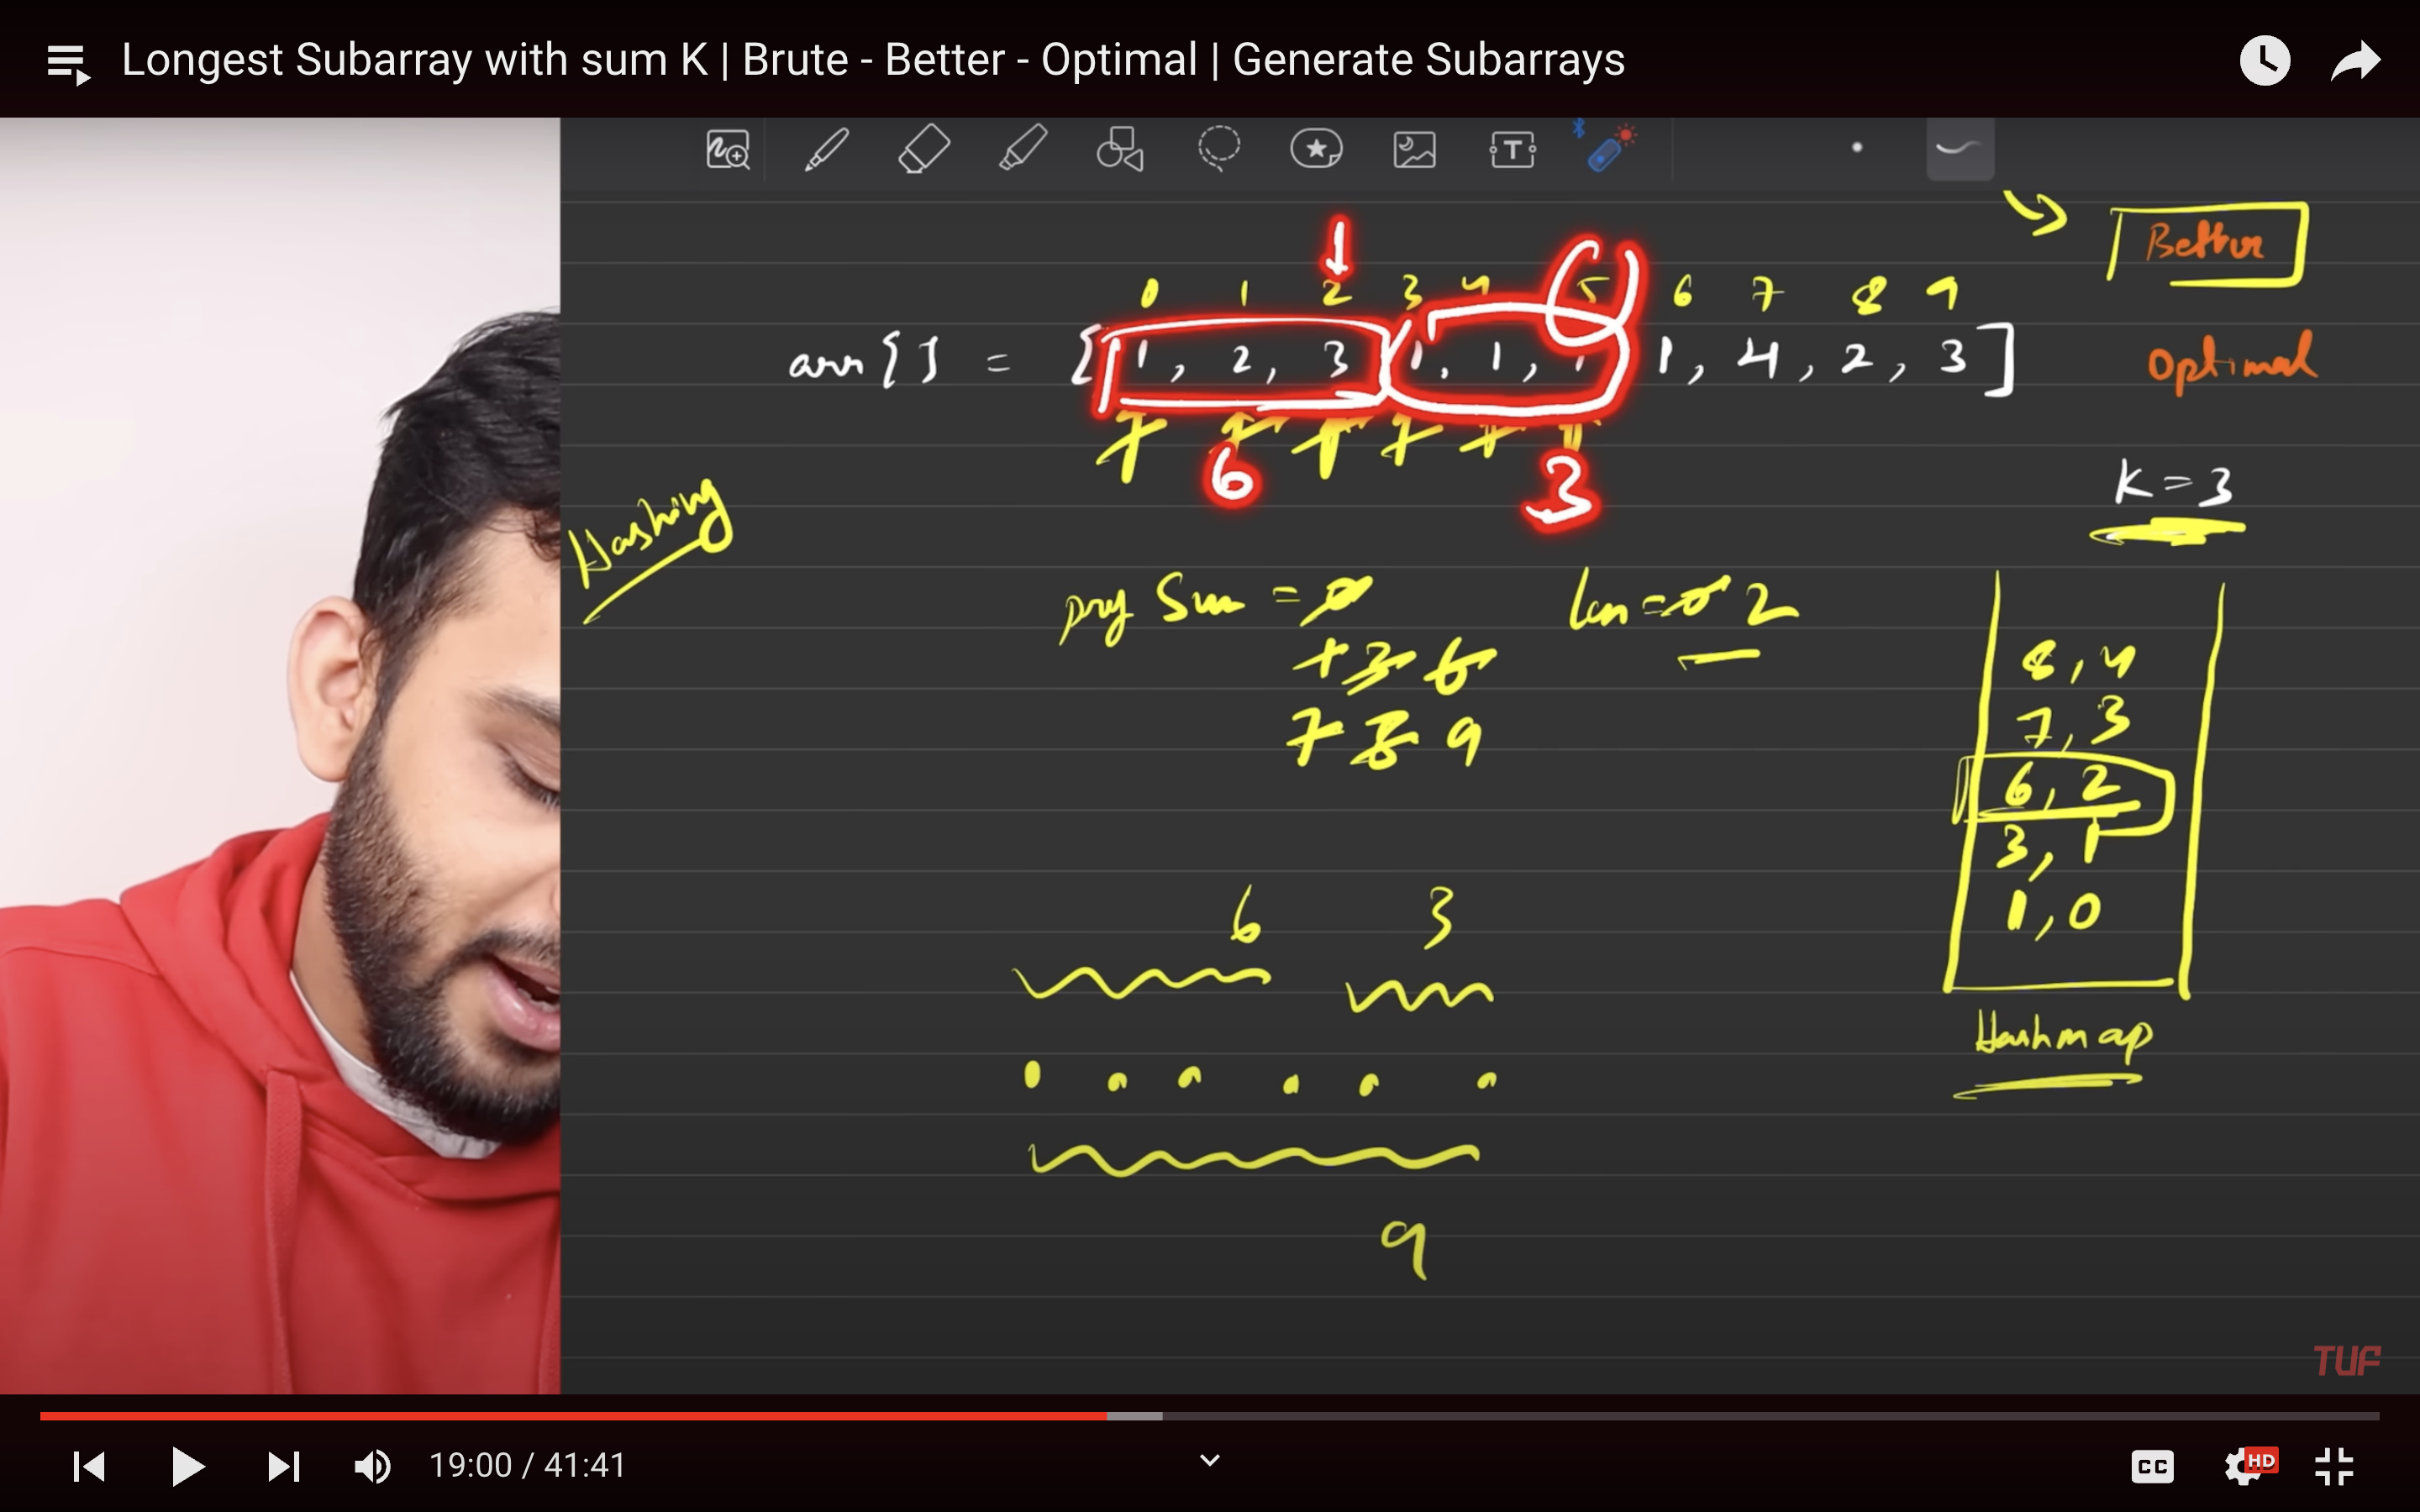 Longest Subarray with sum K | Brute - Better - Optimal | Generate Subarrays
Better
0 1 2 3 4 5 6 7 8 9
arr[] = [1, 2, 3, 1, 1, 1, 1, 4, 2, 3]
Optimal
6 3
K = 3
Hashing
Sum = 0
len = 0 2
1 3 6
7 8 9
8, 4
7, 3
6, 2
3, 1
1, 0
Hashmap
6 3
9
TUF
19:00 / 41:41
CC
HD